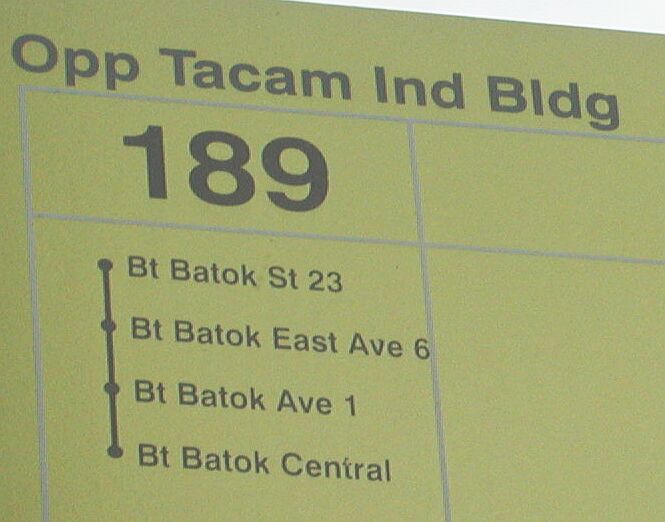 Opp Tacam Ind Bldg
189
Bt Batok St 23
Bt Batok East Ave 6
Bt Batok Ave 1
Bt Batok Central